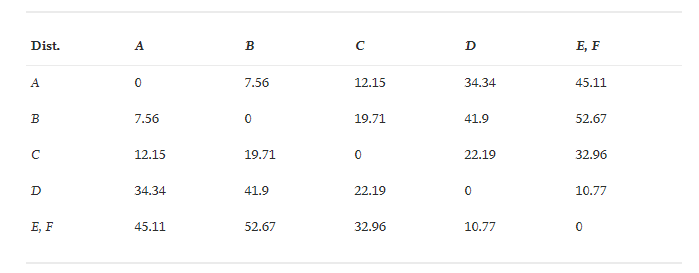 Dist. A B C D E, F
A 0 7.56 12.15 34.34 45.11
B 7.56 0 19.71 41.9 52.67
C 12.15 19.71 0 22.19 32.96
D 34.34 41.9 22.19 0 10.77
E, F 45.11 52.67 32.96 10.77 0